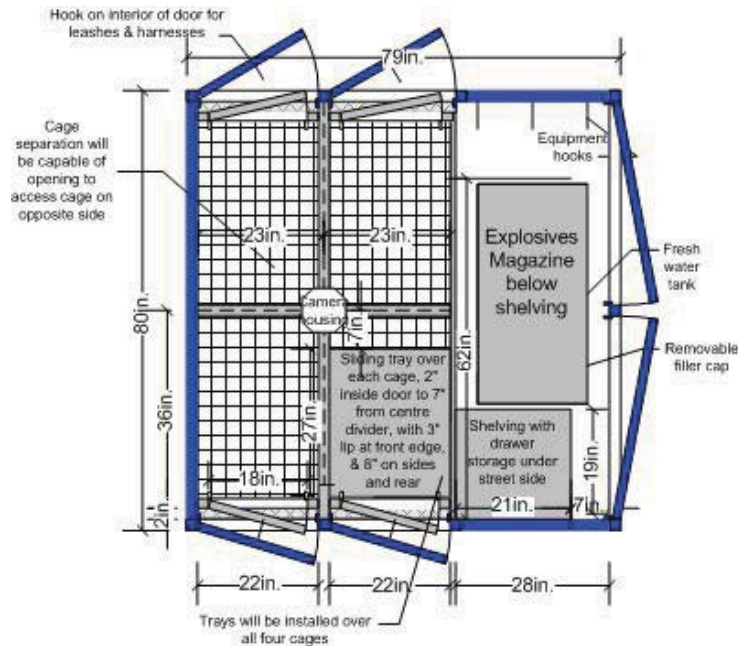 Hook on interior of door for
leashes & harnesses
79in.
Cage
separation will
be capable of
opening to
access cage on
opposite side
Equipment
hooks
23in.
23in.
Explosives
Magazine
below
shelving
Fresh
water
tank
80in.
Camera
housing
7in.
62in.
Removable
filler cap
36in.
27in.
Sliding tray over
each cage, 2"
inside door to 7"
from centre
divider, with 3"
lip at front edge,
& 8" on sides
and rear
Shelving with
drawer
storage under
street side
19in.
18in.
21in.
7in.
2in.
22in.
22in.
28in.
Trays will be installed over
all four cages